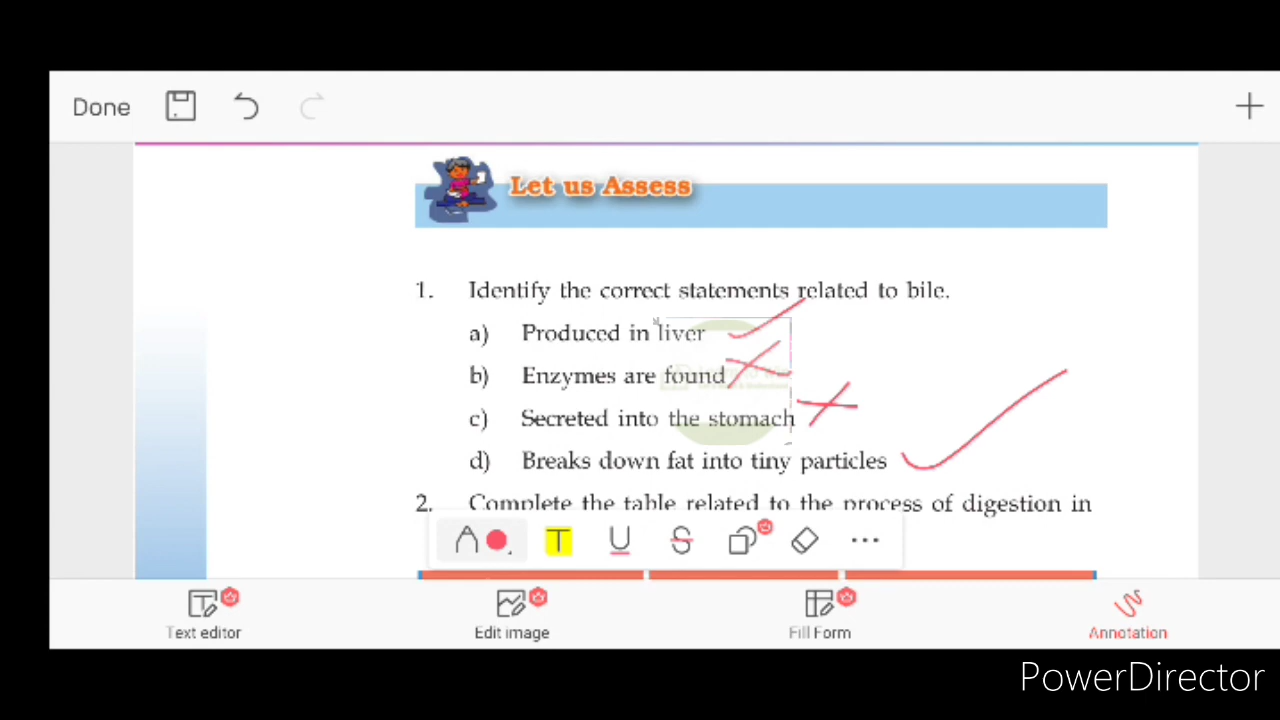 Done
Let us Assess
1. Identify the correct statements related to bile.
a) Produced in liver
b) Enzymes are found
c) Secreted into the stomach
d) Breaks down fat into tiny particles
2. Complete the table related to the process of digestion in
Text editor
Edit image
Fill Form
Annotation
PowerDirector